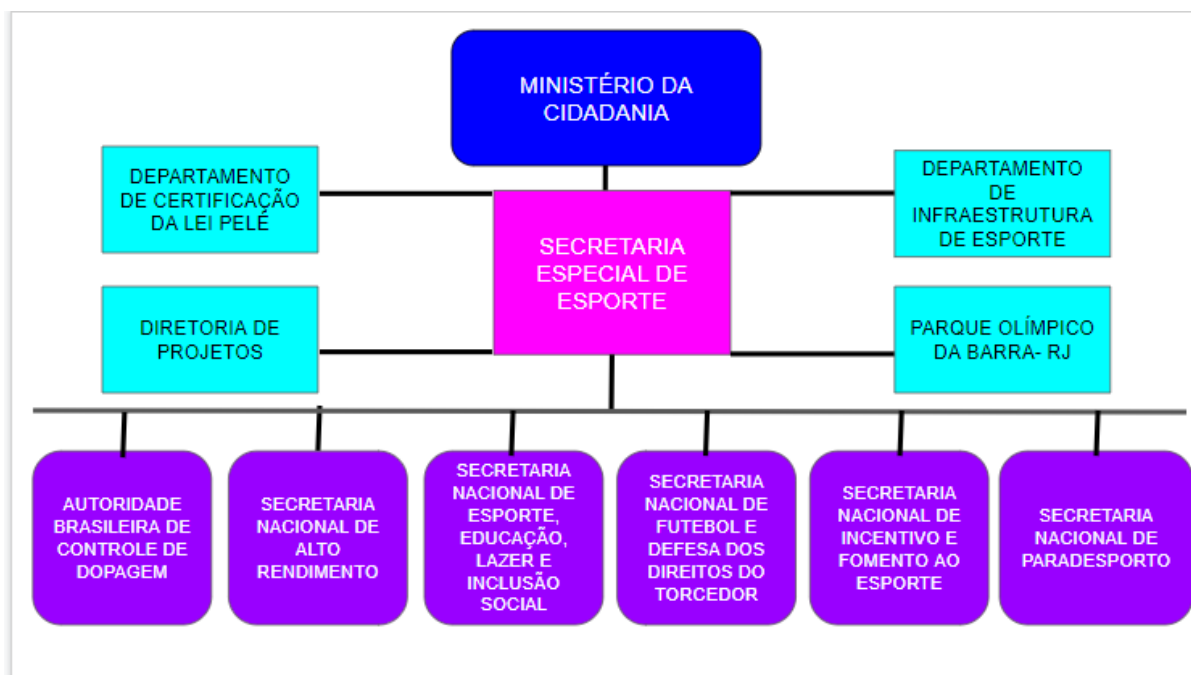 MINISTÉRIO DA
CIDADANIA
DEPARTAMENTO
DE CERTIFICAÇÃO
DA LEI PELÉ
DEPARTAMENTO
DE
INFRAESTRUTURA
DE ESPORTE
SECRETARIA
ESPECIAL DE
ESPORTE
DIRETORIA DE
PROJETOS
PARQUE OLÍMPICO
DA BARRA- RJ
AUTORIDADE
BRASILEIRA DE
CONTROLE DE
DOPAGEM
SECRETARIA
NACIONAL DE
ALTO
RENDIMENTO
SECRETARIA
NACIONAL DE
ESPORTE,
EDUCAÇÃO,
LAZER E
INCLUSÃO
SOCIAL
SECRETARIA
NACIONAL DE
FUTEBOL E
DEFESA DOS
DIREITOS DO
TORCEDOR
SECRETARIA
NACIONAL DE
INCENTIVO E
FOMENTO AO
ESPORTE
SECRETARIA
NACIONAL DE
PARADESPORTO